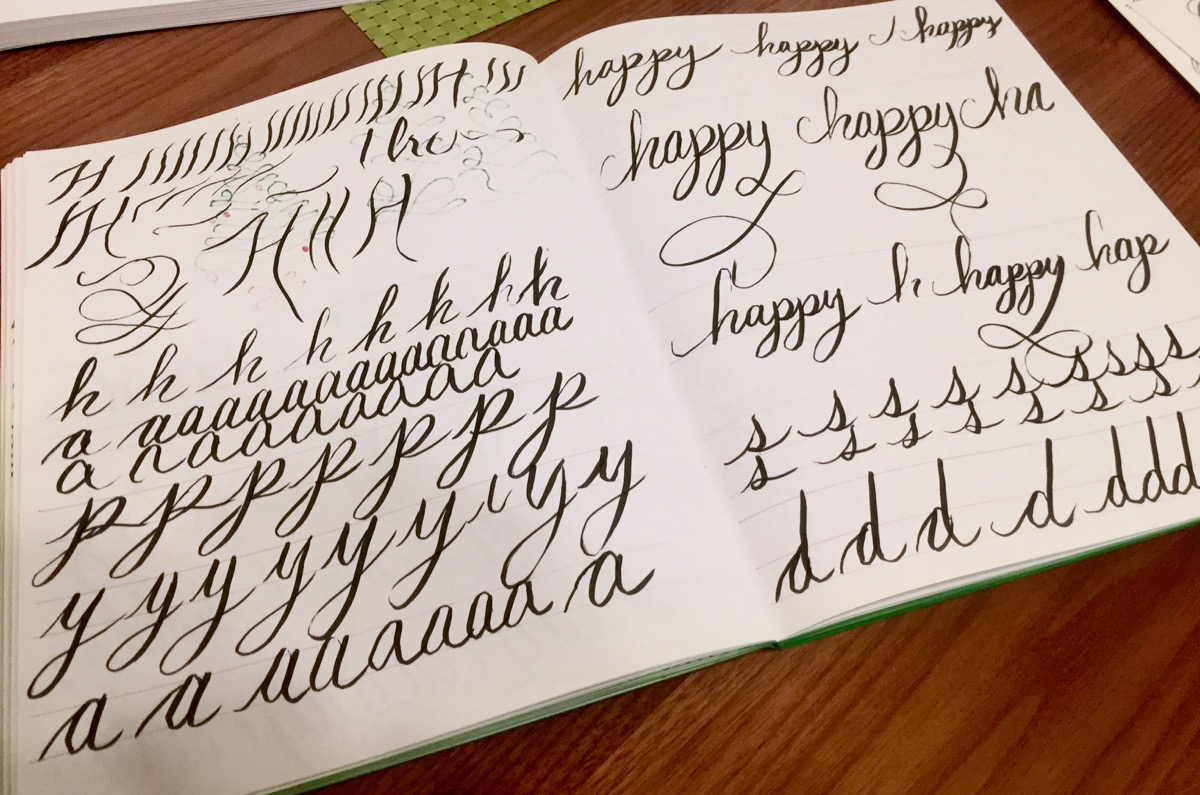 H H
H H H
h h h h h h h
a a a a a a a a a a a a a a
a a a a a a a a
p p p p p p p
y y y y y y y y
a a a a a a a a a
happy happy happy
happy happy ha
happy h happy hap
s s s s s s s s
s s s s s s s
d d d d d d d